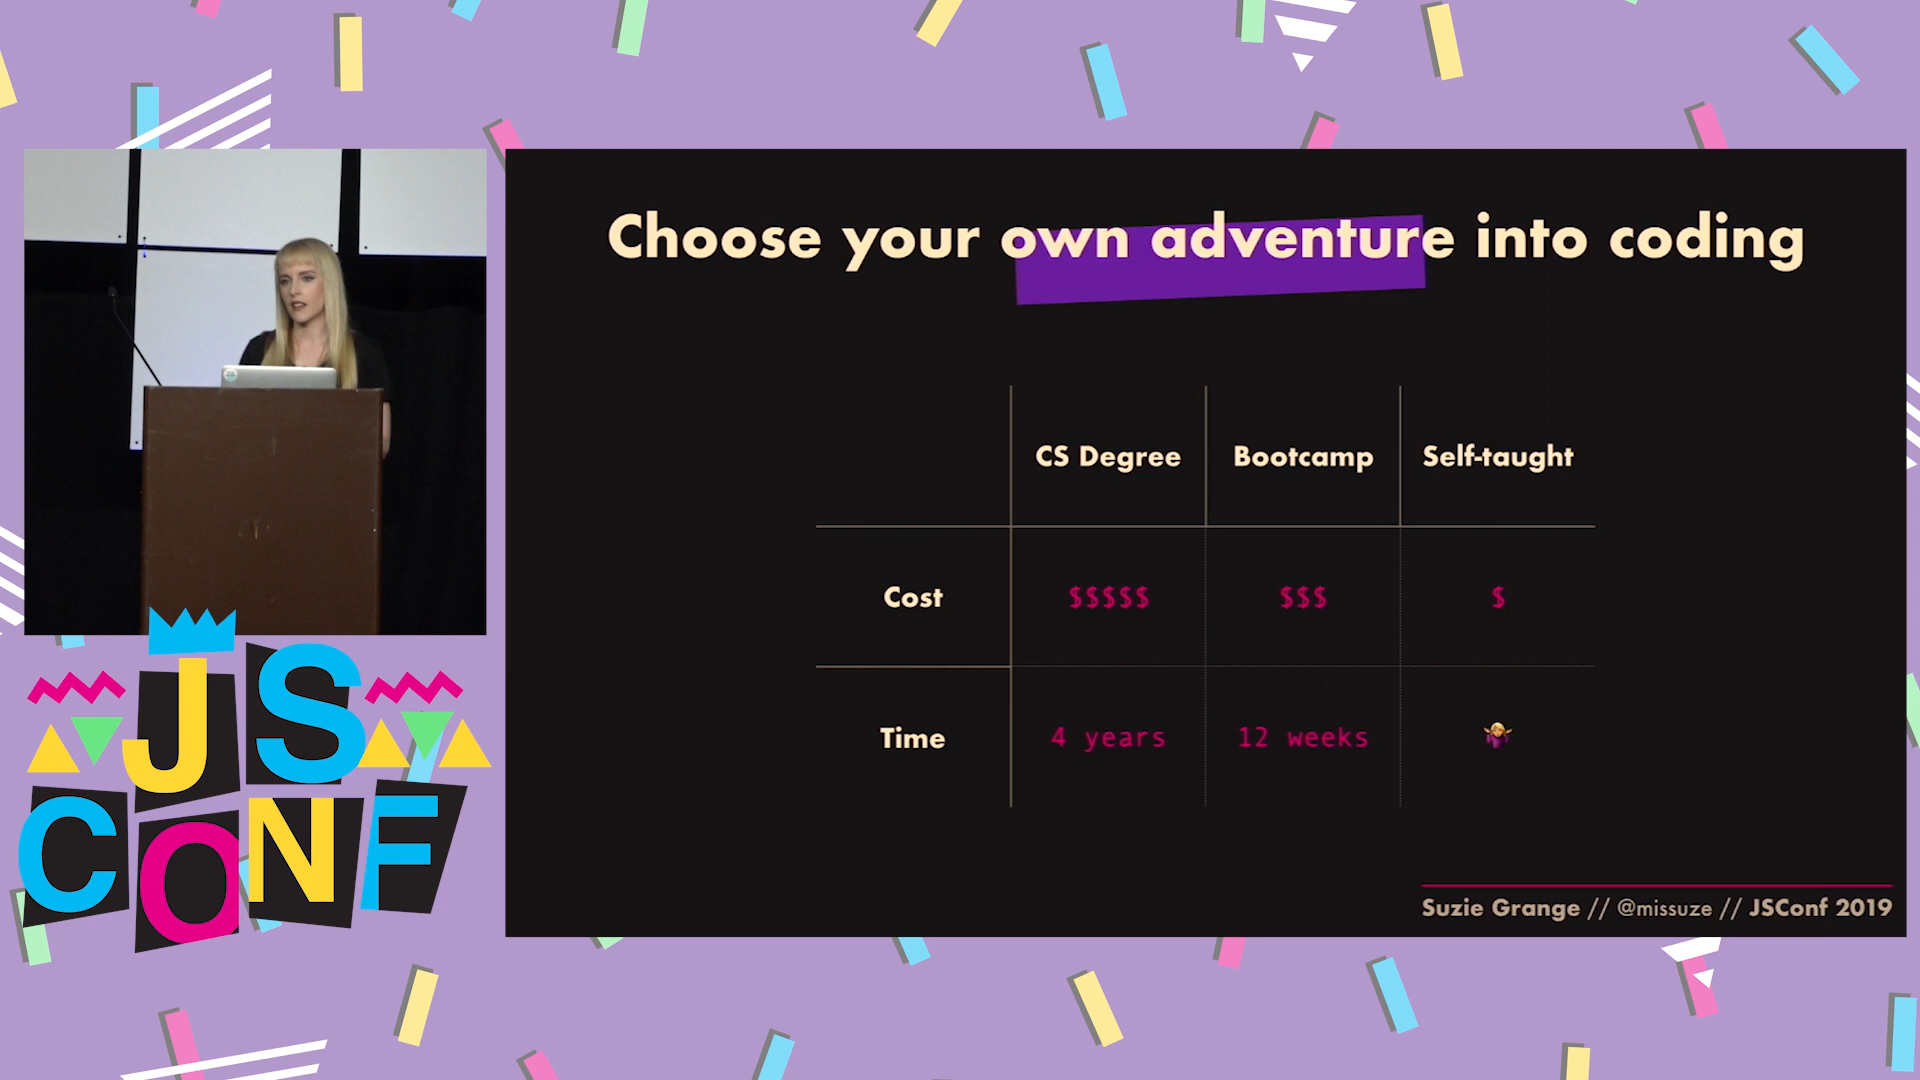 Choose your own adventure into coding
CS Degree Bootcamp Self-taught
Cost $$$$$ $$$ $
Time 4 years 12 weeks 🤷‍♀️
Suzie Grange // @missuze // JSConf 2019
JS
CONF